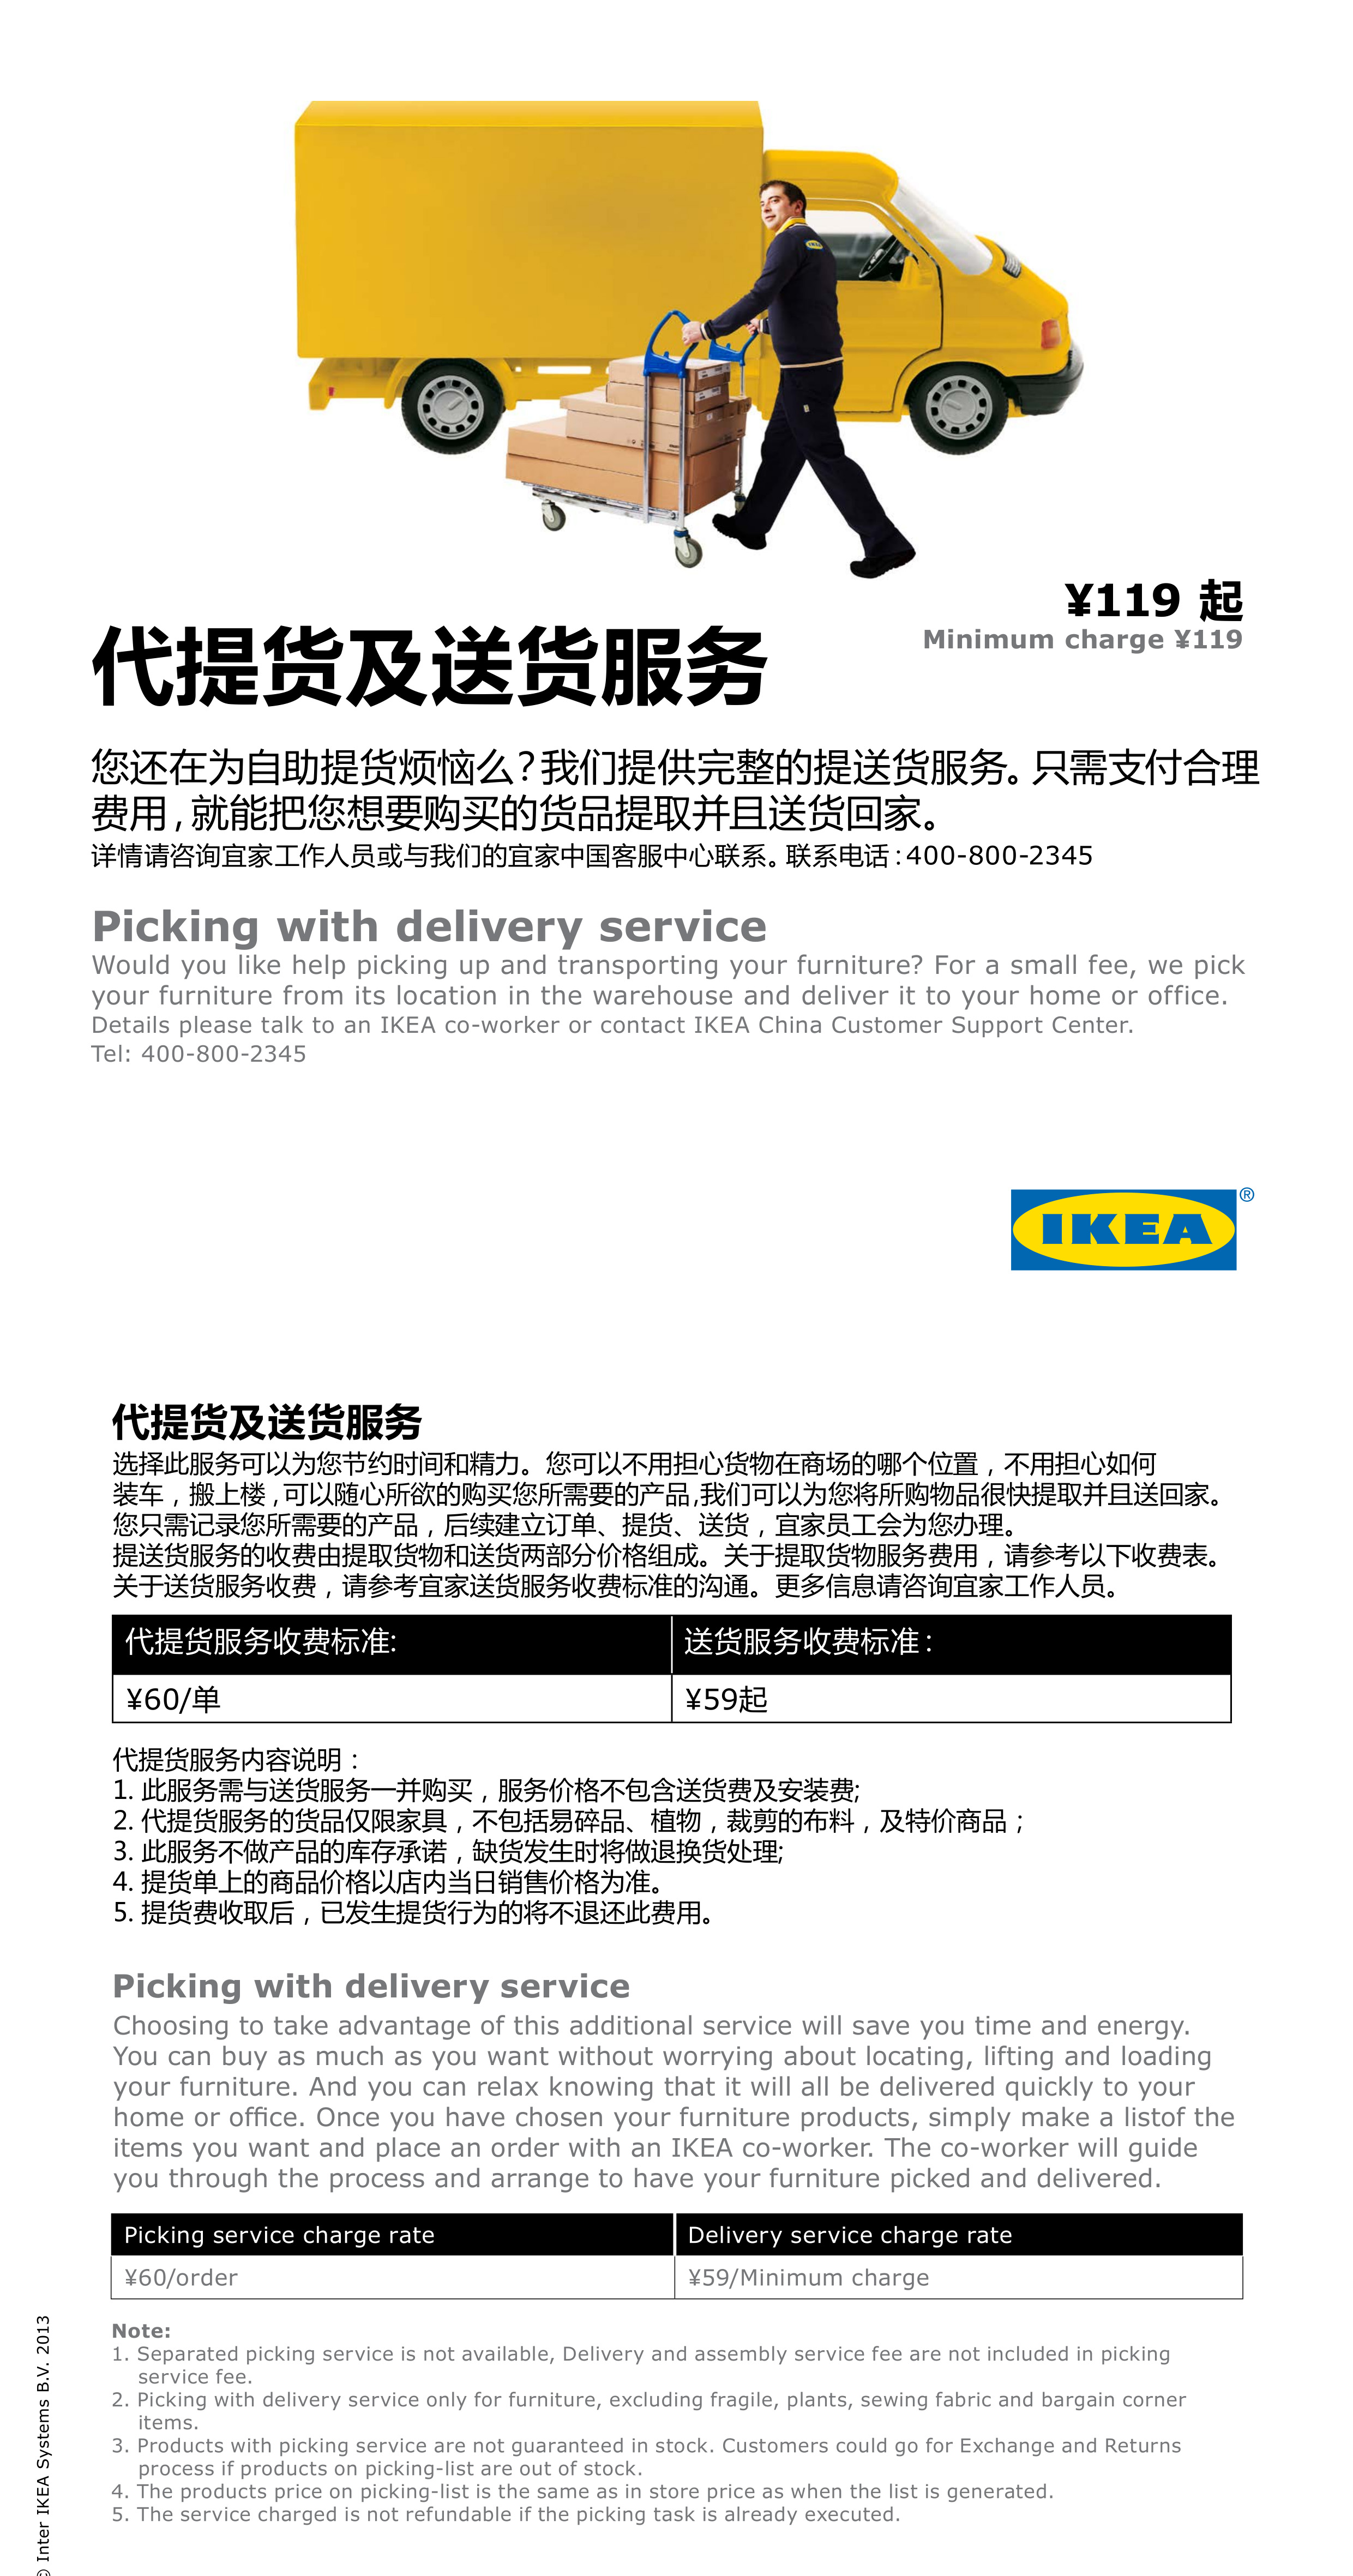 ¥119 起
Minimum charge ¥119
代提货及送货服务
您还在为自助提货烦恼么?我们提供完整的提送货服务。只需支付合理
费用,就能把您想要购买的货品提取并且送货回家。
详情请咨询宜家工作人员或与我们的宜家中国客服中心联系。联系电话:400-800-2345
Picking with delivery service
Would you like help picking up and transporting your furniture? For a small fee, we pick
your furniture from its location in the warehouse and deliver it to your home or office.
Details please talk to an IKEA co-worker or contact IKEA China Customer Support Center.
Tel: 400-800-2345
IKEA®
代提货及送货服务
选择此服务可以为您节约时间和精力。您可以不用担心货物在商场的哪个位置，不用担心如何
装车，搬上楼,可以随心所欲的购买您所需要的产品,我们可以为您将所购物品很快提取并且送回家。
您只需记录您所需要的产品，后续建立订单、提货、送货，宜家员工会为您办理。
提送货服务的收费由提取货物和送货两部分价格组成。关于提取货物服务费用，请参考以下收费表。
关于送货服务收费，请参考宜家送货服务收费标准的沟通。更多信息请咨询宜家工作人员。
代提货服务收费标准:
送货服务收费标准:
¥60/单
¥59起
代提货服务内容说明：
1. 此服务需与送货服务一并购买，服务价格不包含送货费及安装费;
2. 代提货服务的货品仅限家具，不包括易碎品、植物，裁剪的布料，及特价商品；
3. 此服务不做产品的库存承诺，缺货发生时将做退换货处理;
4. 提货单上的商品价格以店内当日销售价格为准。
5. 提货费收取后，已发生提货行为的将不退还此费用。
Picking with delivery service
Choosing to take advantage of this additional service will save you time and energy.
You can buy as much as you want without worrying about locating, lifting and loading
your furniture. And you can relax knowing that it will all be delivered quickly to your
home or office. Once you have chosen your furniture products, simply make a listof the
items you want and place an order with an IKEA co-worker. The co-worker will guide
you through the process and arrange to have your furniture picked and delivered.
Picking service charge rate
Delivery service charge rate
¥60/order
¥59/Minimum charge
Note:
1. Separated picking service is not available, Delivery and assembly service fee are not included in picking
service fee.
2. Picking with delivery service only for furniture, excluding fragile, plants, sewing fabric and bargain corner
items.
3. Products with picking service are not guaranteed in stock. Customers could go for Exchange and Returns
process if products on picking-list are out of stock.
4. The products price on picking-list is the same as in store price as when the list is generated.
5. The service charged is not refundable if the picking task is already executed.
© Inter IKEA Systems B.V. 2013